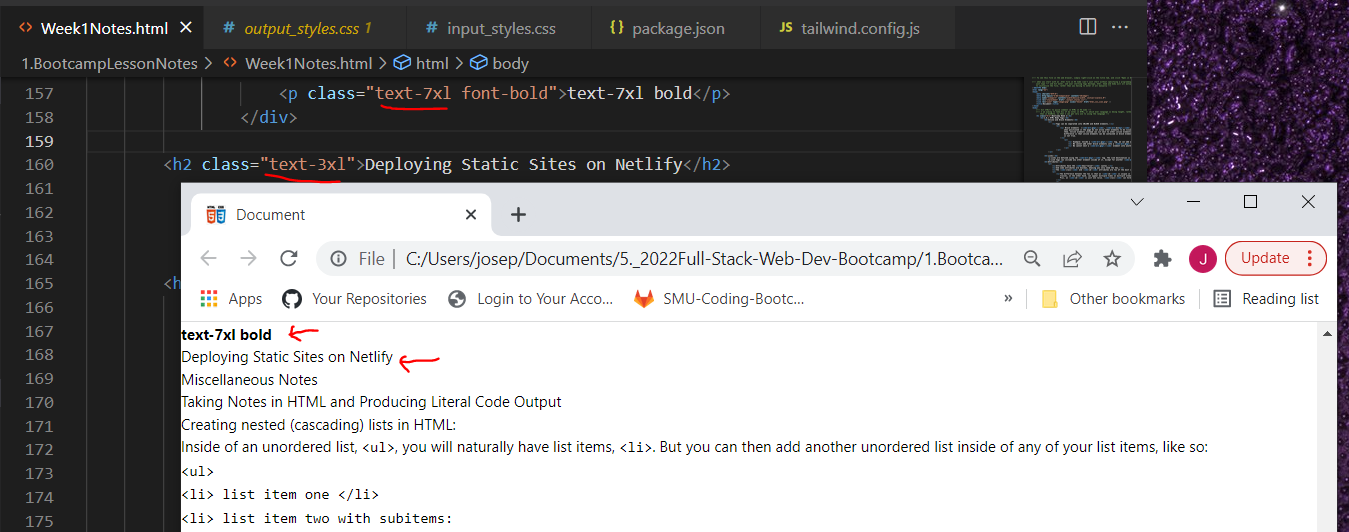 Week1Notes.html
output_styles.css 1
input_styles.css
{} package.json
JS tailwind.config.js
1.BootcampLessonNotes > Week1Notes.html > html > body
157 <p class="text-7xl font-bold">text-7xl bold</p>
158 </div>
159
160 <h2 class="text-3xl">Deploying Static Sites on Netlify</h2>
161
162
163
164
165 <h
166
167
168
169
170
171
172
173
174
175
Document
File | C:/Users/josep/Documents/5._2022Full-Stack-Web-Dev-Bootcamp/1.Bootca...
J
Update
Apps
Your Repositories
Login to Your Acco...
SMU-Coding-Bootc...
»
Other bookmarks
Reading list
text-7xl bold
Deploying Static Sites on Netlify
Miscellaneous Notes
Taking Notes in HTML and Producing Literal Code Output
Creating nested (cascading) lists in HTML:
Inside of an unordered list, <ul>, you will naturally have list items, <li>. But you can then add another unordered list inside of any of your list items, like so:
<ul>
<li> list item one </li>
<li> list item two with subitems: